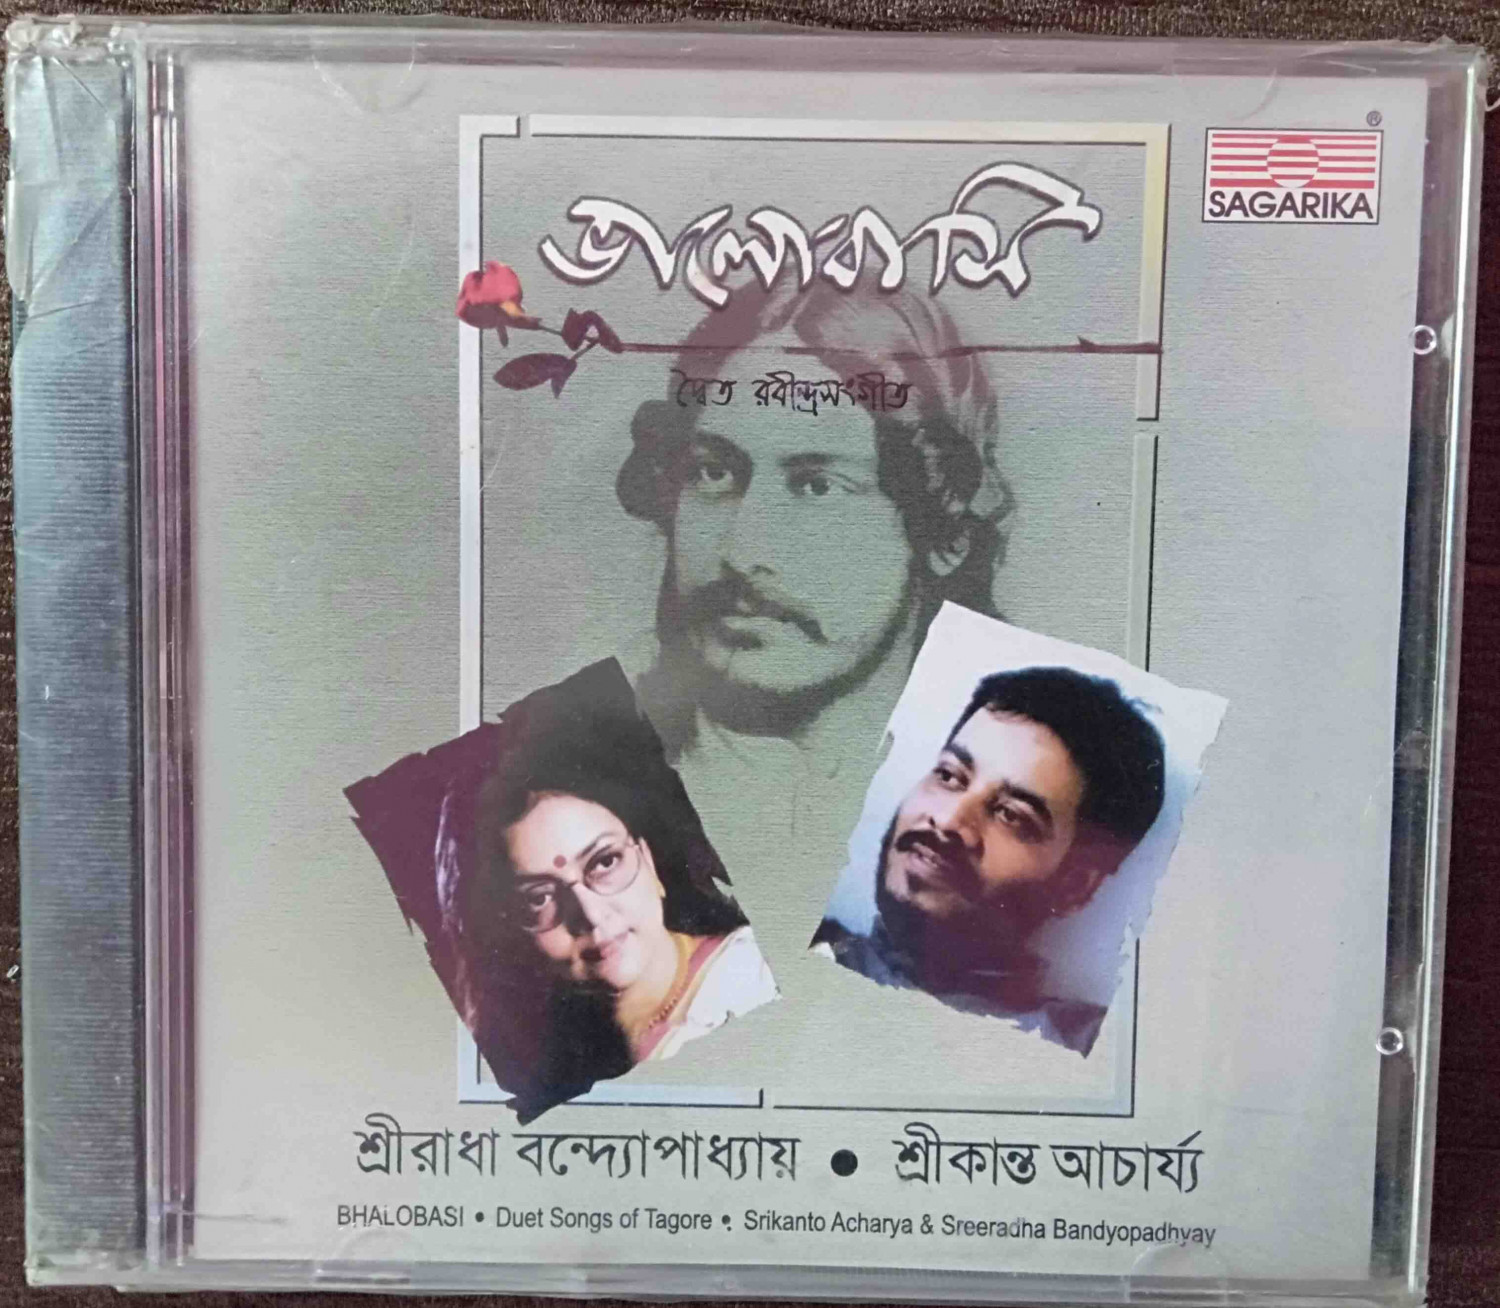 ®
SAGARIKA
ভালোবাসি
দ্বৈত রবীন্দ্রসংগীত
শ্রীরাধা বন্দ্যোপাধ্যায় ● শ্রীকান্ত আচার্য্য
BHALOBASI • Duet Songs of Tagore • Srikanto Acharya & Sreeradha Bandyopadhyay